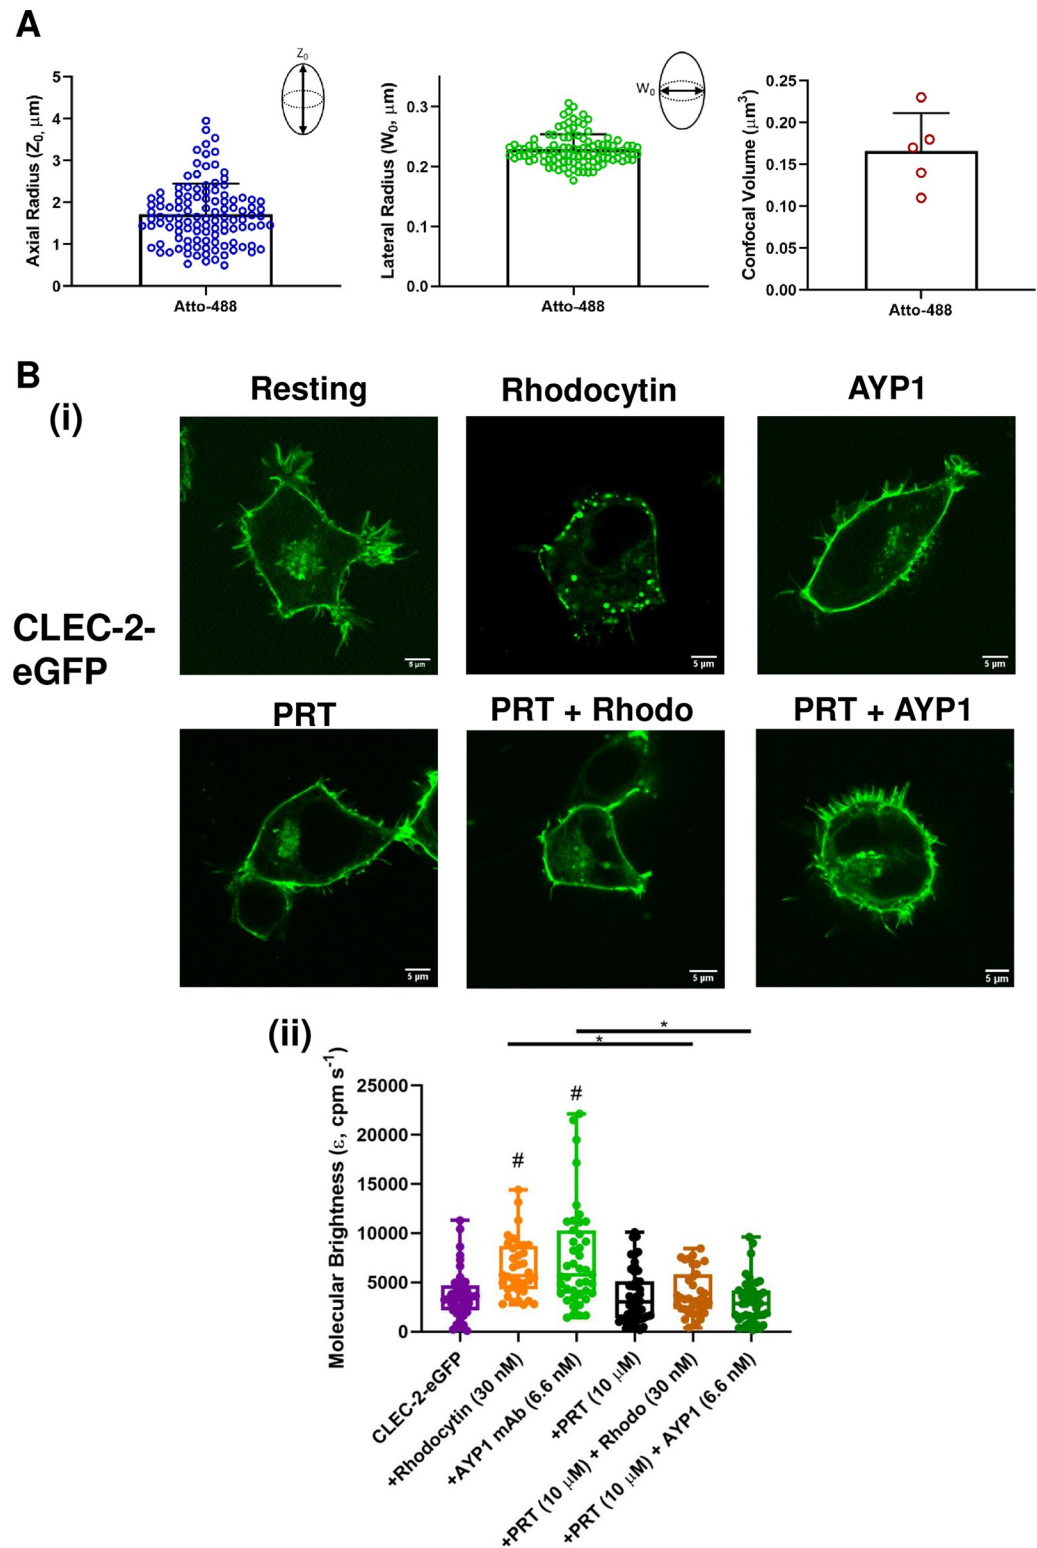 A
Axial Radius (Z0, μm)
5
4
3
2
1
0
Z0
Atto-488
Lateral Radius (W0, μm)
0.3
0.2
0.1
0.0
W0
Atto-488
Confocal Volume (μm3)
0.25
0.20
0.15
0.10
0.05
0.00
Atto-488
B
(i)
Resting
Rhodocytin
AYP1
CLEC-2-
eGFP
5 μm
5 μm
5 μm
PRT
PRT + Rhodo
PRT + AYP1
5 μm
5 μm
5 μm
(ii)
*
*
Molecular Brightness (ε, cpm s-1)
25000
20000
15000
10000
5000
0
#
#
CLEC-2-eGFP
+Rhodocytin (30 nM)
+AYP1 mAb (6.6 nM)
+PRT (10 μM)
+PRT (10 μM) + Rhodo (30 nM)
+PRT (10 μM) + AYP1 (6.6 nM)